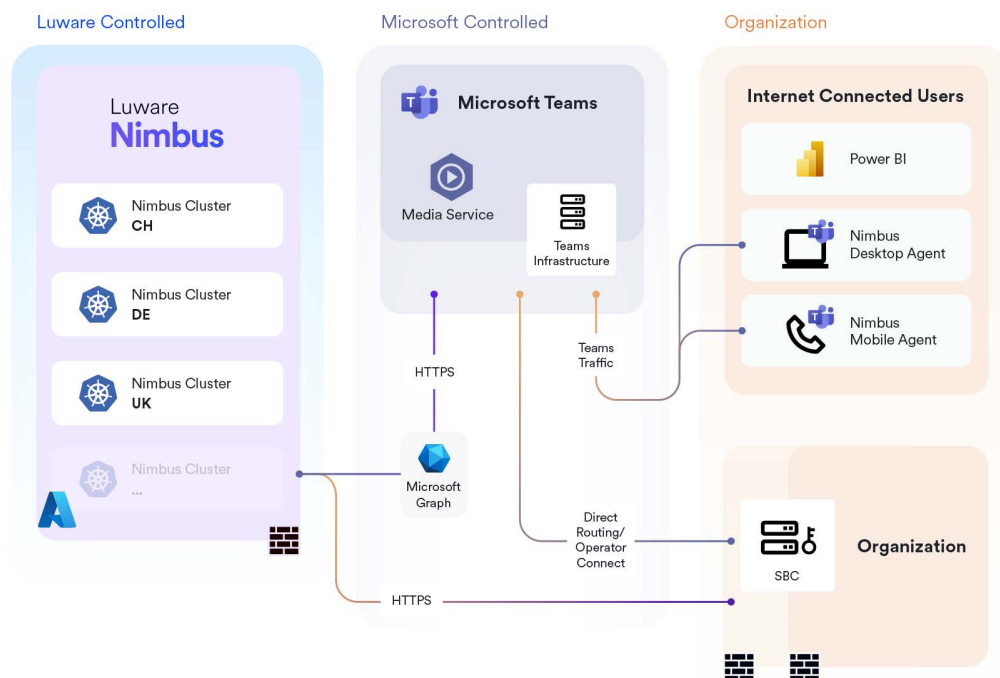 Luware Controlled
Microsoft Controlled
Organization
Luware
Nimbus
Nimbus Cluster
CH
Nimbus Cluster
DE
Nimbus Cluster
UK
Nimbus Cluster
...
T
Microsoft Teams
Media Service
Teams
Infrastructure
HTTPS
Teams
Traffic
Microsoft
Graph
Direct
Routing/
Operator
Connect
HTTPS
Internet Connected Users
Power BI
T
Nimbus
Desktop Agent
T
Nimbus
Mobile Agent
SBC
Organization